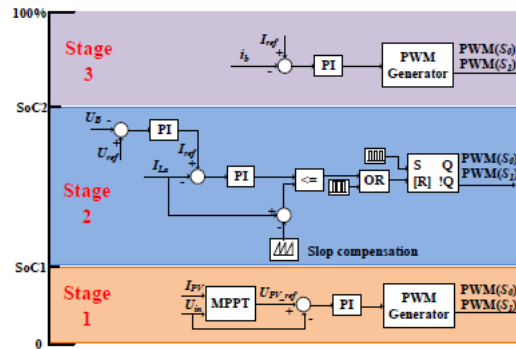 100%
Stage 3
i_b
I_ref
+
-
PI
PWM Generator
PWM(S_0)
PWM(S_1)
SoC2
Stage 2
U_B
-
+
U_ref
PI
I_ref
+
I_La
-
PI
<=
OR
S Q
[R] !Q
PWM(S_0)
PWM(S_1)
+
-
Slop compensation
SoC1
Stage 1
I_PV
U_in
MPPT
U_PV_ref
+
-
PI
PWM Generator
PWM(S_0)
PWM(S_1)
0